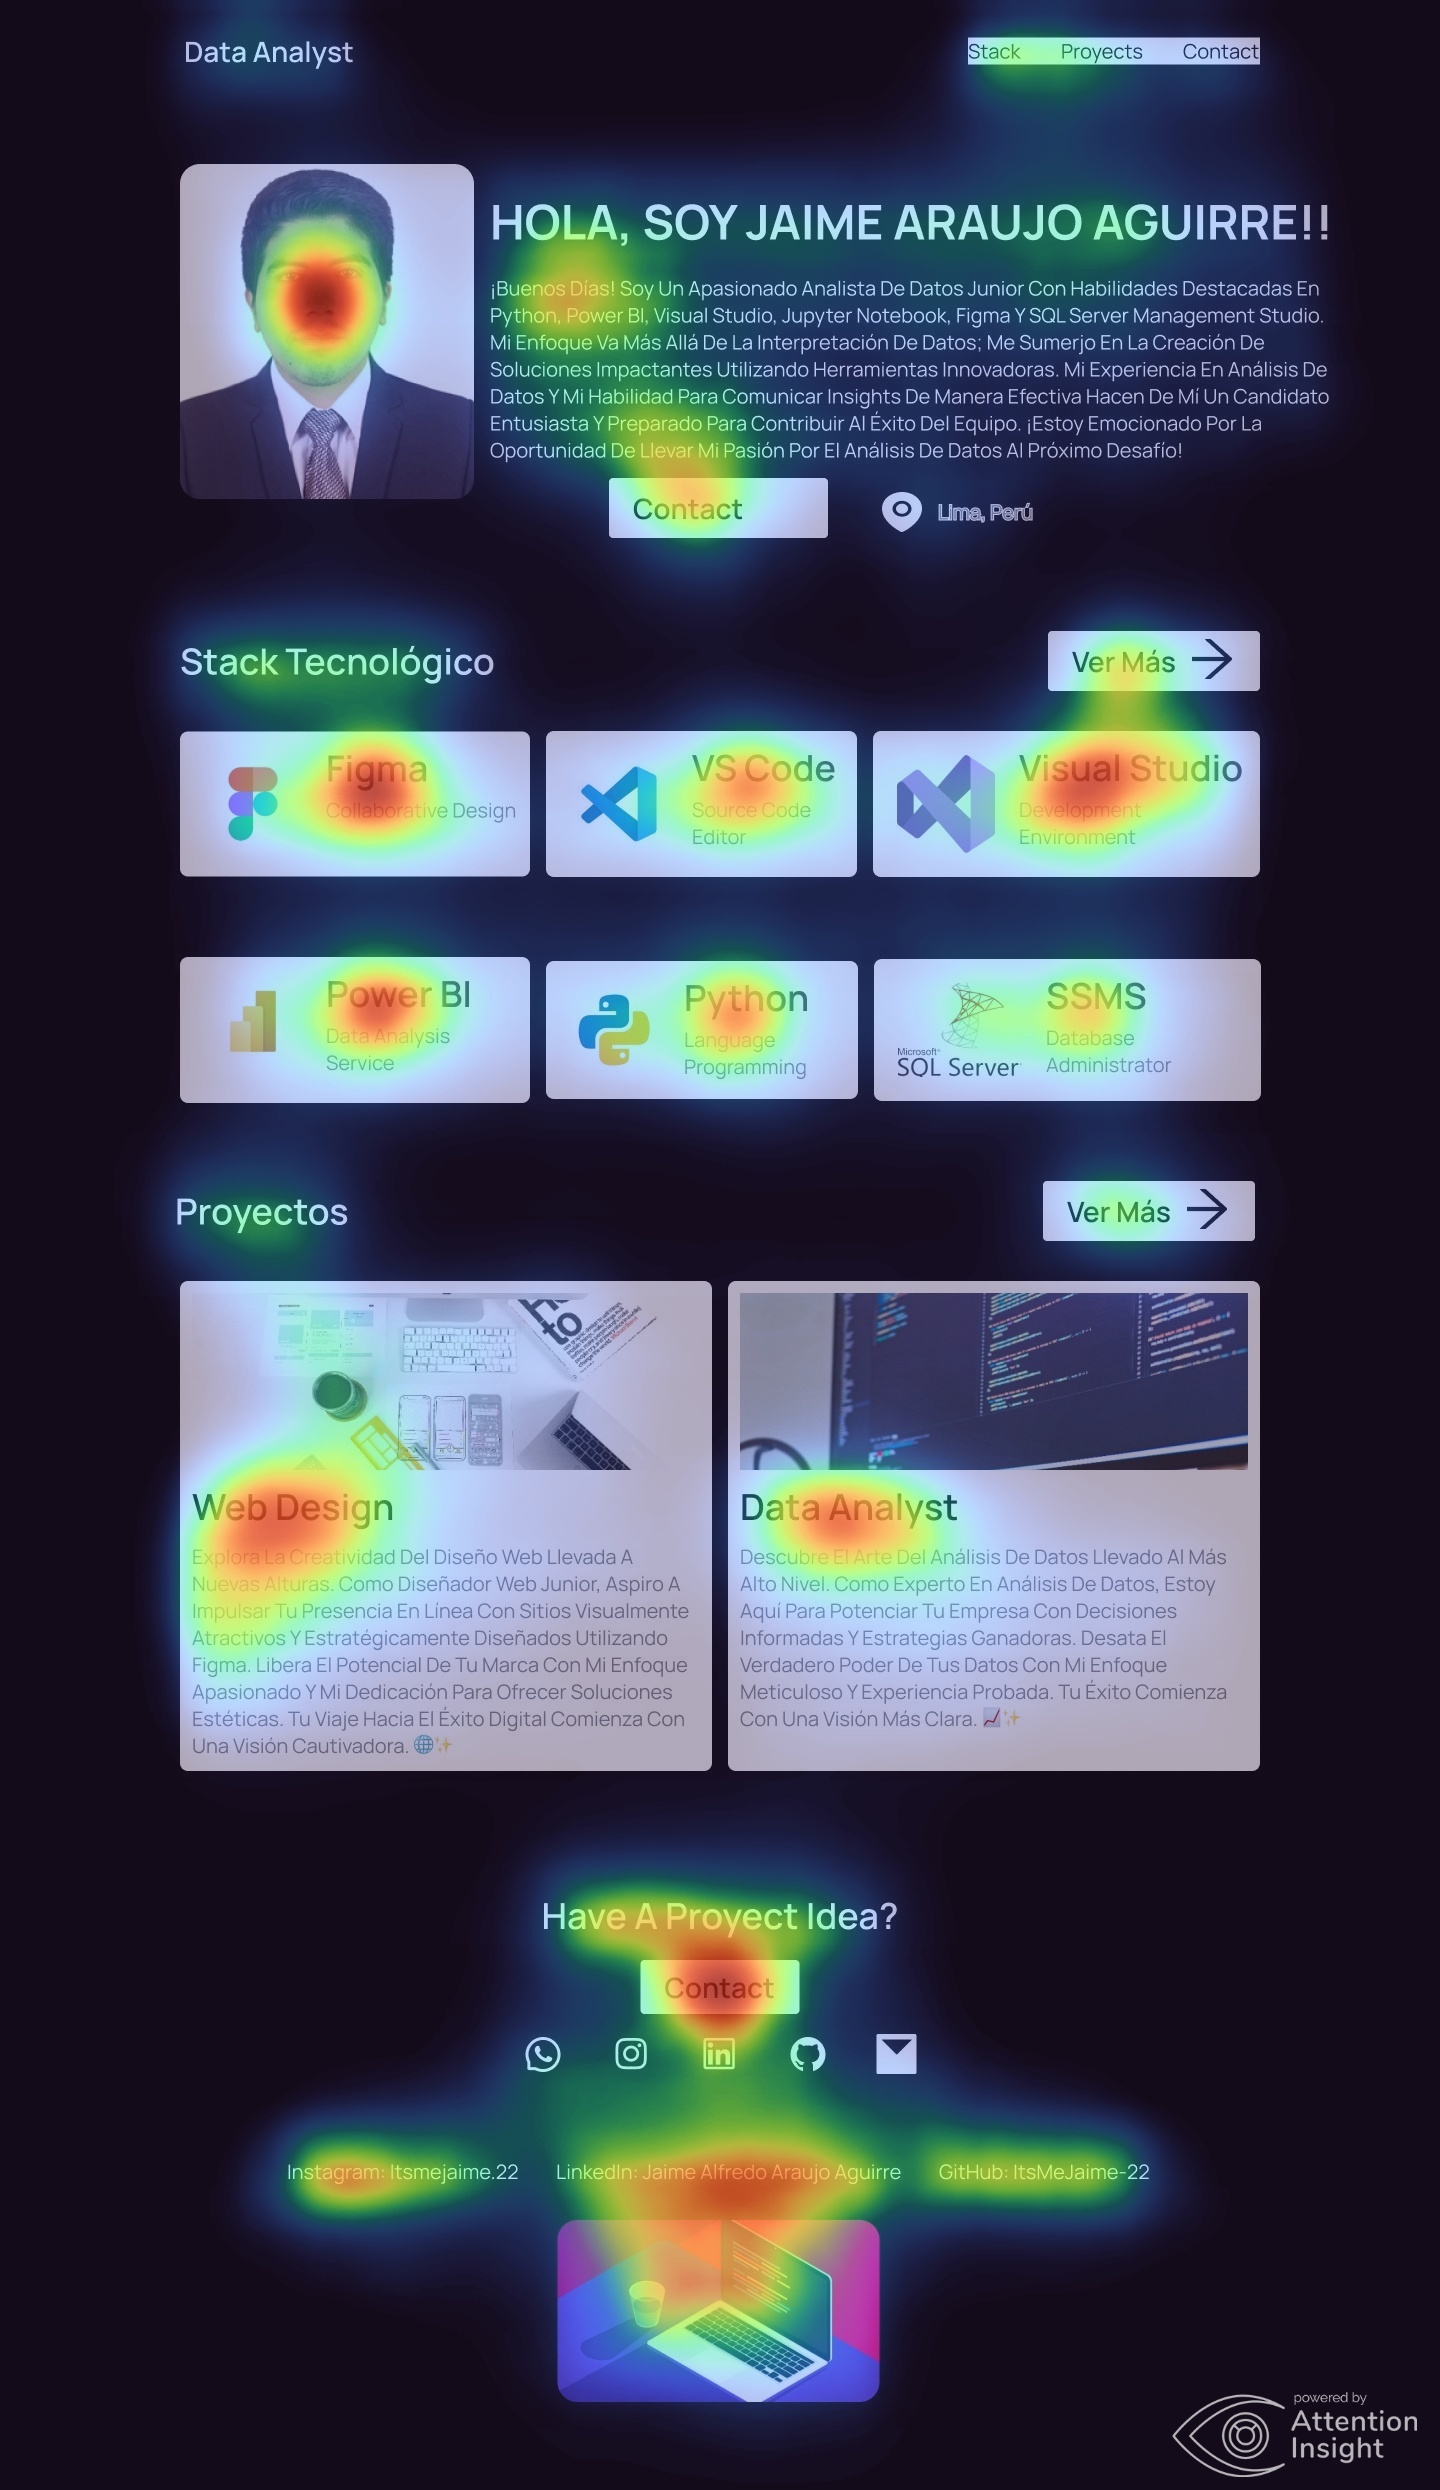 Data Analyst
Stack Proyects Contact
HOLA, SOY JAIME ARAUJO AGUIRRE!!
¡Buenos Días! Soy Un Apasionado Analista De Datos Junior Con Habilidades Destacadas En
Python, Power BI, Visual Studio, Jupyter Notebook, Figma Y SQL Server Management Studio.
Mi Enfoque Va Más Allá De La Interpretación De Datos; Me Sumerjo En La Creación De
Soluciones Impactantes Utilizando Herramientas Innovadoras. Mi Experiencia En Análisis De
Datos Y Mi Habilidad Para Comunicar Insights De Manera Efectiva Hacen De Mí Un Candidato
Entusiasta Y Preparado Para Contribuir Al Éxito Del Equipo. ¡Estoy Emocionado Por La
Oportunidad De Llevar Mi Pasión Por El Análisis De Datos Al Próximo Desafío!
Contact
Lima, Perú
Stack Tecnológico
Ver Más
Figma
Collaborative Design
VS Code
Source Code
Editor
Visual Studio
Development
Environment
Power BI
Data Analysis
Service
Python
Language
Programming
Microsoft
SQL Server
SSMS
Database
Administrator
Proyectos
Ver Más
to
Web Design
Explora La Creatividad Del Diseño Web Llevada A
Nuevas Alturas. Como Diseñador Web Junior, Aspiro A
Impulsar Tu Presencia En Línea Con Sitios Visualmente
Atractivos Y Estratégicamente Diseñados Utilizando
Figma. Libera El Potencial De Tu Marca Con Mi Enfoque
Apasionado Y Mi Dedicación Para Ofrecer Soluciones
Estéticas. Tu Viaje Hacia El Éxito Digital Comienza Con
Una Visión Cautivadora. 🌐✨
Data Analyst
Descubre El Arte Del Análisis De Datos Llevado Al Más
Alto Nivel. Como Experto En Análisis De Datos, Estoy
Aquí Para Potenciar Tu Empresa Con Decisiones
Informadas Y Estrategias Ganadoras. Desata El
Verdadero Poder De Tus Datos Con Mi Enfoque
Meticuloso Y Experiencia Probada. Tu Éxito Comienza
Con Una Visión Más Clara. 📈✨
Have A Proyect Idea?
Contact
in
Instagram: Itsmejaime.22
LinkedIn: Jaime Alfredo Araujo Aguirre
GitHub: ItsMeJaime-22
powered by
Attention
Insight